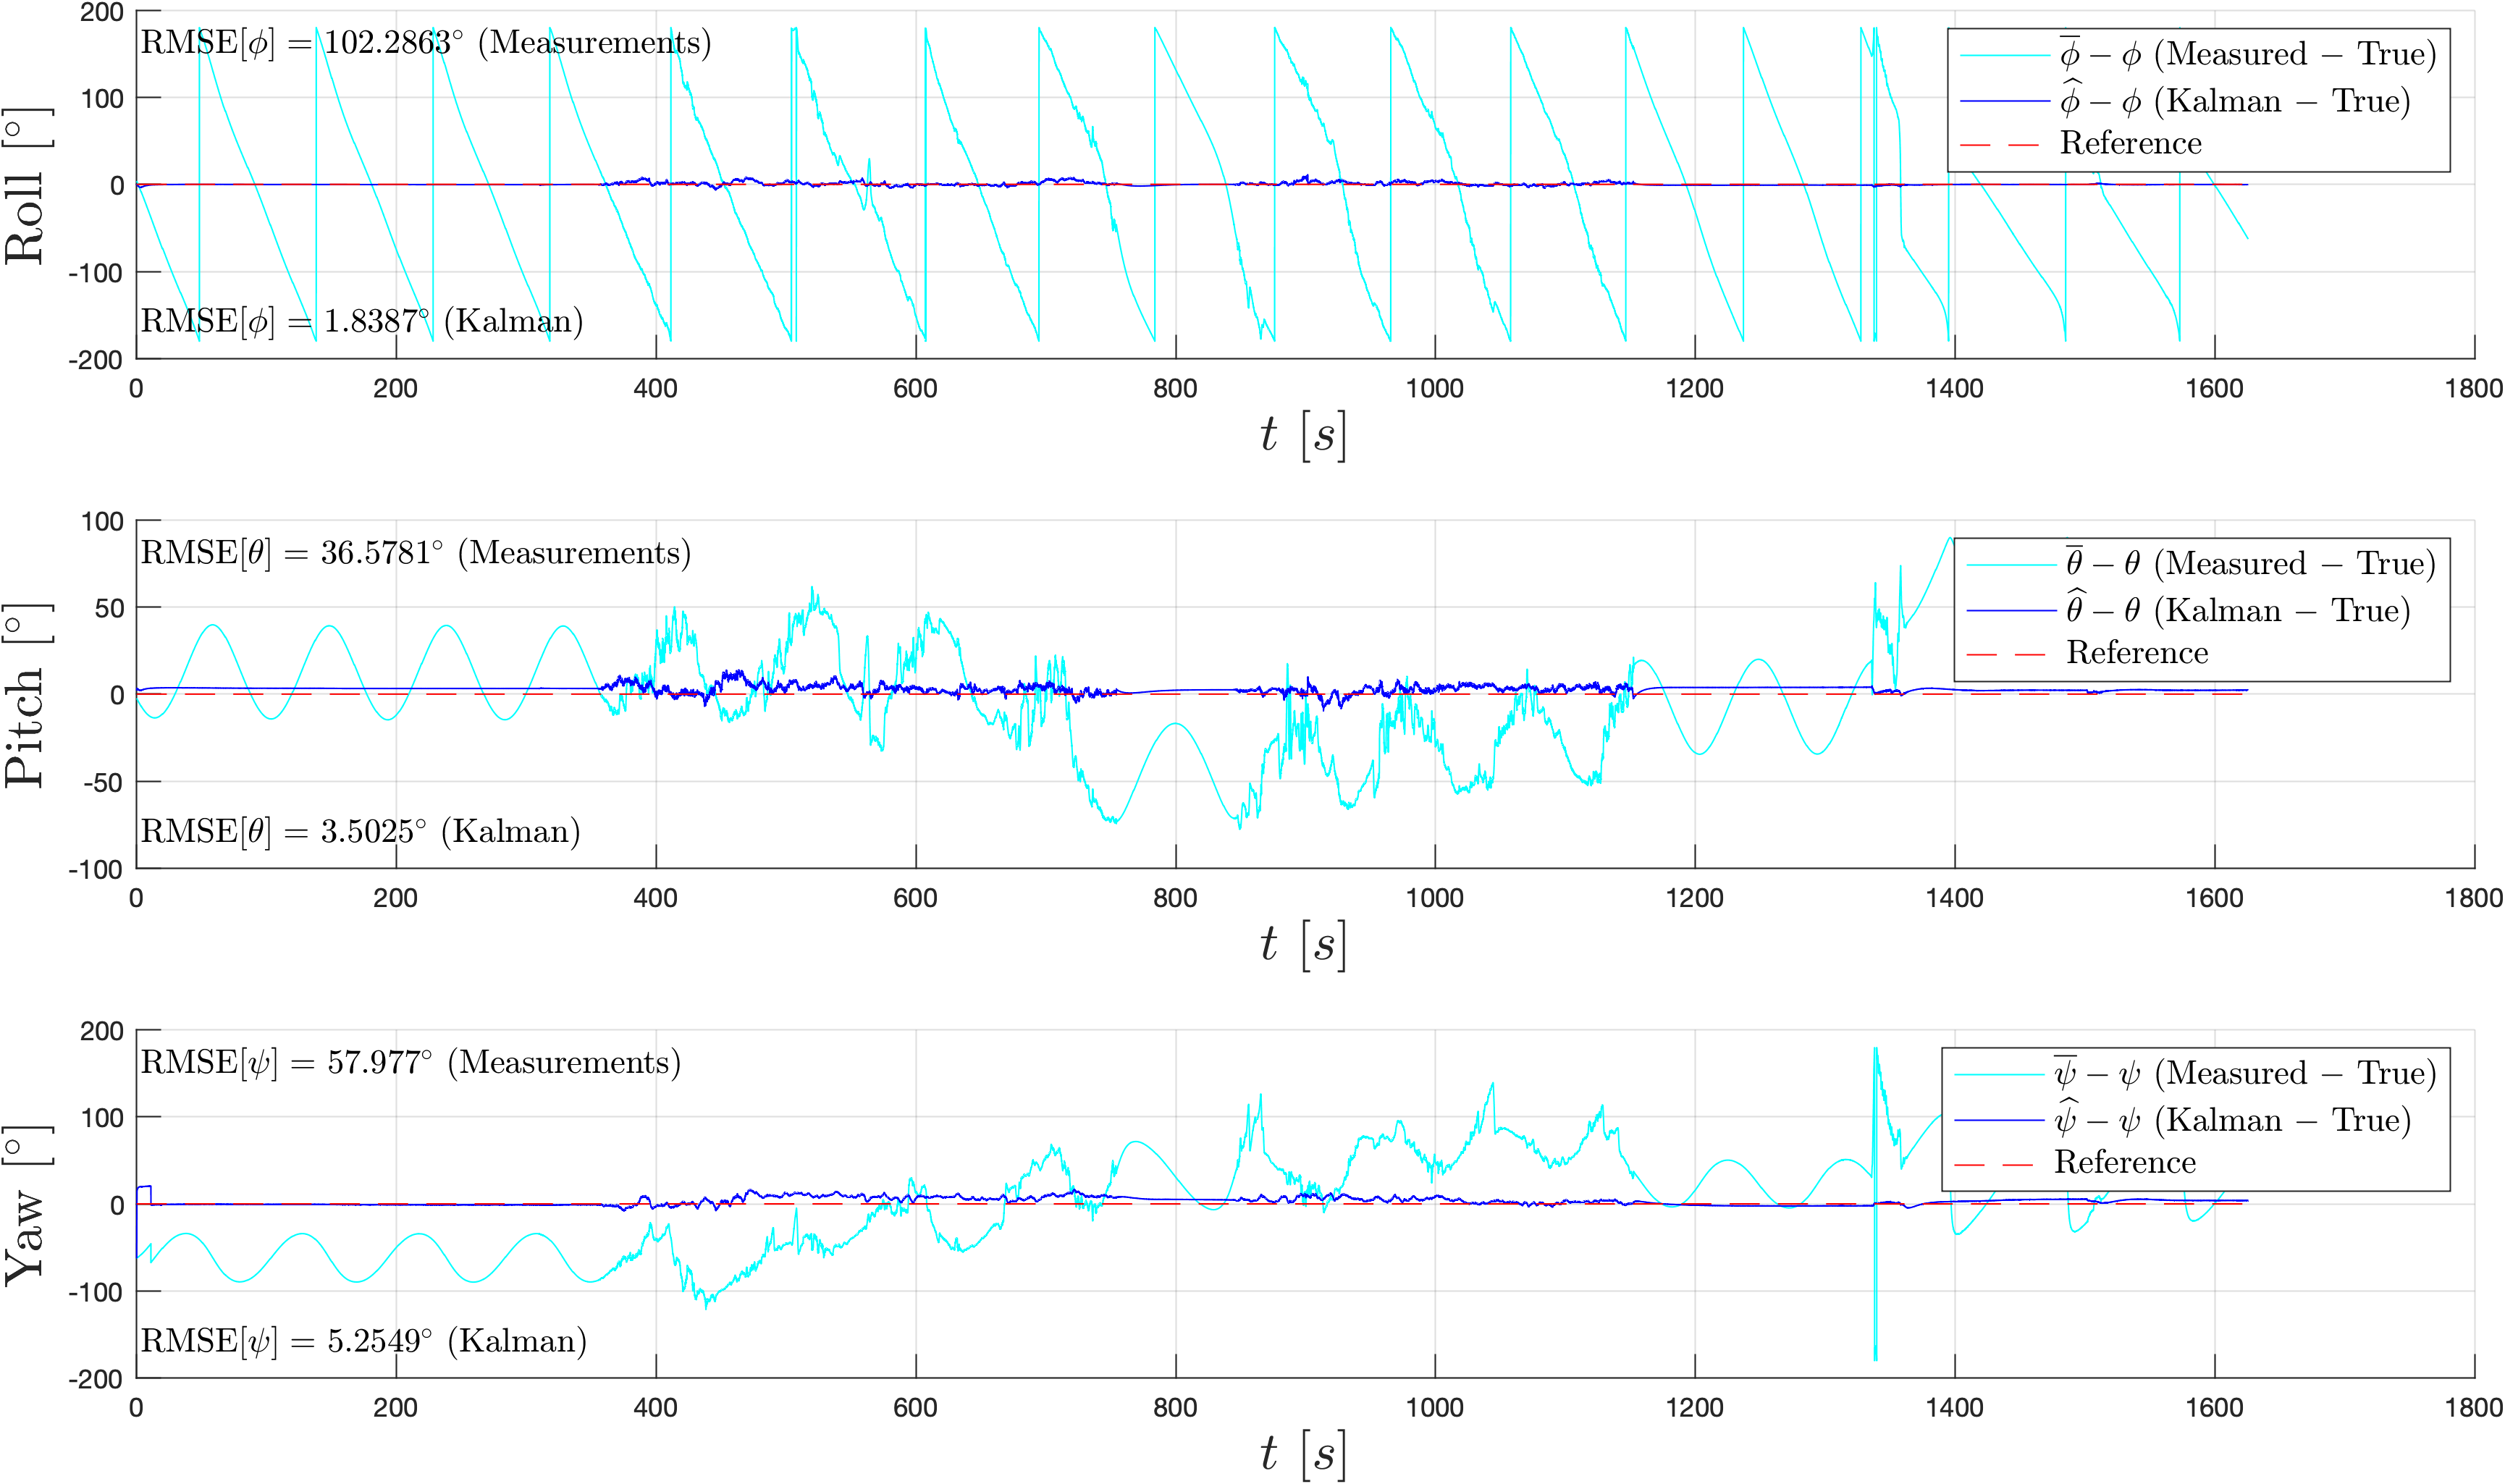 200
100
0
-100
-200
Roll [°]
RMSE[ϕ] = 102.2863° (Measurements)
RMSE[ϕ] = 1.8387° (Kalman)
ϕ̅ − ϕ (Measured − True)
ϕ̂ − ϕ (Kalman − True)
Reference
0 200 400 600 800 1000 1200 1400 1600 1800
t [s]
100
50
0
-50
-100
Pitch [°]
RMSE[θ] = 36.5781° (Measurements)
RMSE[θ] = 3.5025° (Kalman)
θ̅ − θ (Measured − True)
θ̂ − θ (Kalman − True)
Reference
0 200 400 600 800 1000 1200 1400 1600 1800
t [s]
200
100
0
-100
-200
Yaw [°]
RMSE[ψ] = 57.977° (Measurements)
RMSE[ψ] = 5.2549° (Kalman)
ψ̅ − ψ (Measured − True)
ψ̂ − ψ (Kalman − True)
Reference
0 200 400 600 800 1000 1200 1400 1600 1800
t [s]